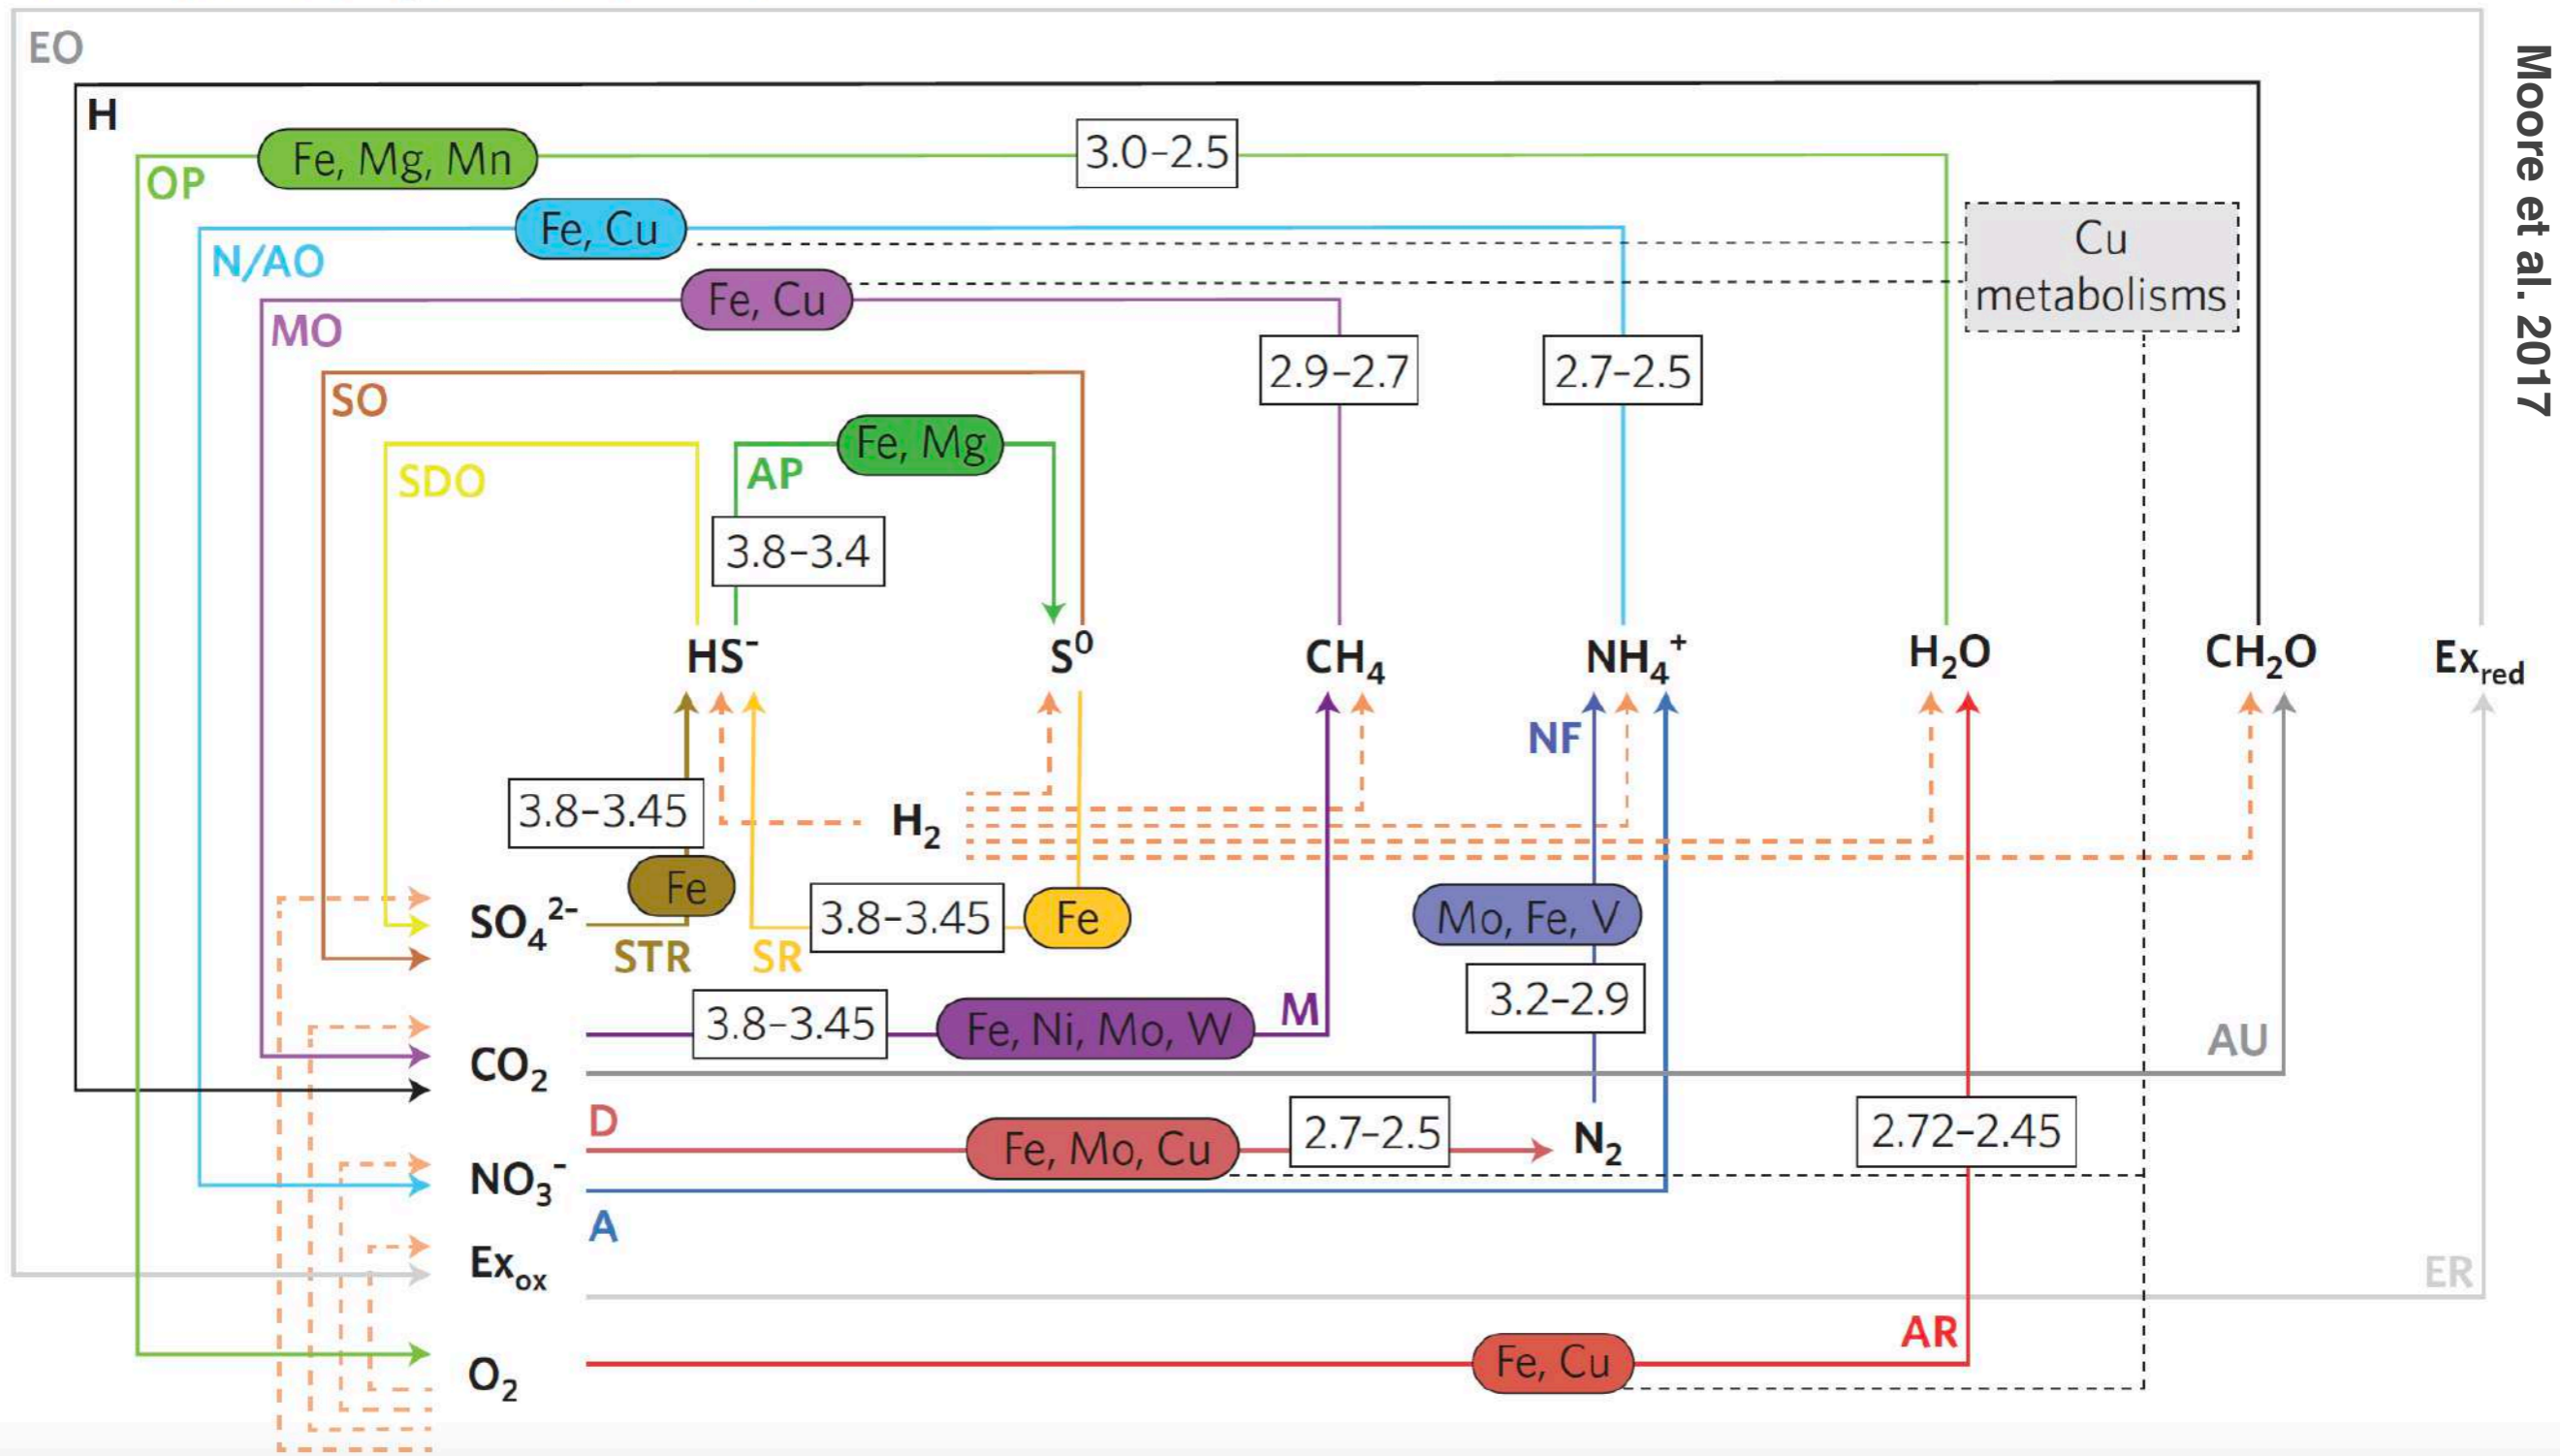 EO
H
OP
Fe, Mg, Mn
3.0–2.5
N/AO
Fe, Cu
Cu
metabolisms
MO
Fe, Cu
SO
2.9–2.7
2.7–2.5
SDO
AP
Fe, Mg
3.8–3.4
HS⁻
S⁰
CH₄
NH₄⁺
H₂O
CH₂O
Ex_red
NF
3.8–3.45
H₂
Fe
SO₄²⁻
STR
SR
3.8–3.45
Fe
Mo, Fe, V
3.8–3.45
Fe, Ni, Mo, W
M
3.2–2.9
AU
CO₂
D
Fe, Mo, Cu
2.7–2.5
N₂
2.72–2.45
NO₃⁻
A
Ex_ox
ER
AR
O₂
Fe, Cu
Moore et al. 2017